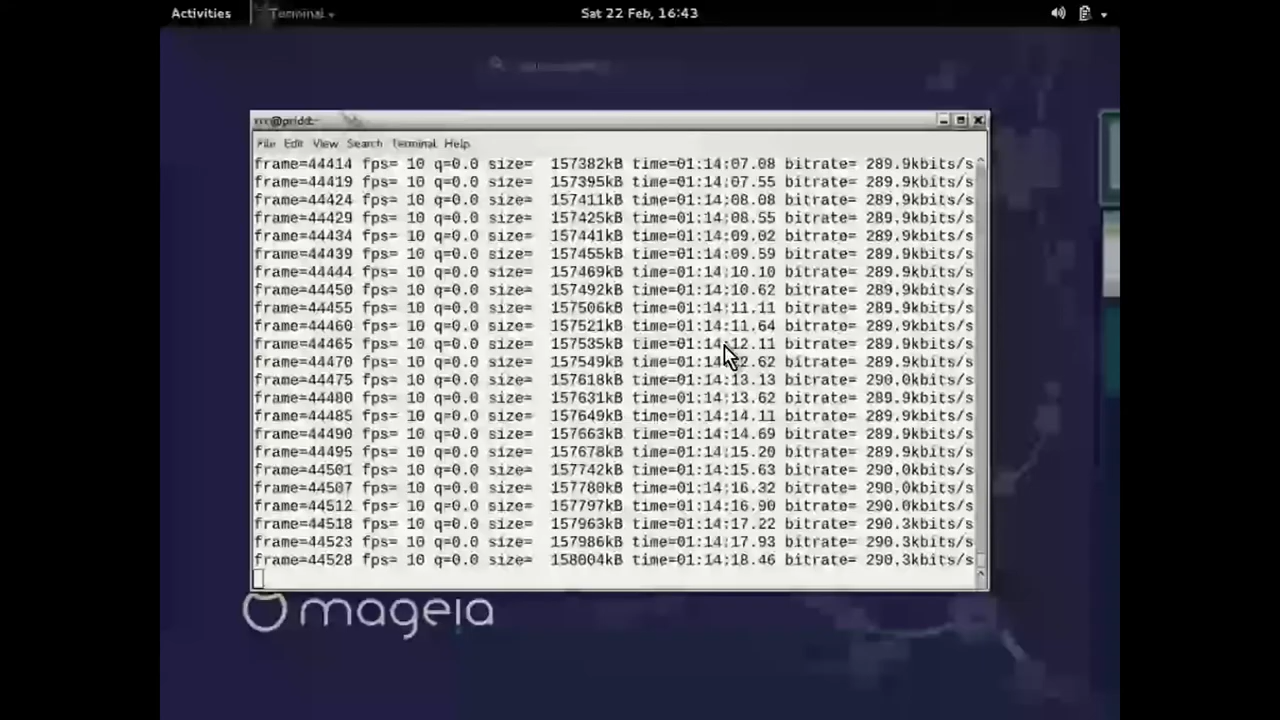 Activities Terminal Sat 22 Feb, 16:43
File Edit View Search Terminal Help
frame=44414 fps= 10 q=0.0 size= 157382kB time=01:14:07.08 bitrate= 289.9kbits/s
frame=44419 fps= 10 q=0.0 size= 157395kB time=01:14:07.55 bitrate= 289.9kbits/s
frame=44424 fps= 10 q=0.0 size= 157411kB time=01:14:08.08 bitrate= 289.9kbits/s
frame=44429 fps= 10 q=0.0 size= 157425kB time=01:14:08.55 bitrate= 289.9kbits/s
frame=44434 fps= 10 q=0.0 size= 157441kB time=01:14:09.02 bitrate= 289.9kbits/s
frame=44439 fps= 10 q=0.0 size= 157455kB time=01:14:09.59 bitrate= 289.9kbits/s
frame=44444 fps= 10 q=0.0 size= 157469kB time=01:14:10.10 bitrate= 289.9kbits/s
frame=44450 fps= 10 q=0.0 size= 157492kB time=01:14:10.62 bitrate= 289.9kbits/s
frame=44455 fps= 10 q=0.0 size= 157506kB time=01:14:11.11 bitrate= 289.9kbits/s
frame=44460 fps= 10 q=0.0 size= 157521kB time=01:14:11.64 bitrate= 289.9kbits/s
frame=44465 fps= 10 q=0.0 size= 157535kB time=01:14:12.11 bitrate= 289.9kbits/s
frame=44470 fps= 10 q=0.0 size= 157549kB time=01:14:12.62 bitrate= 289.9kbits/s
frame=44475 fps= 10 q=0.0 size= 157618kB time=01:14:13.13 bitrate= 290.0kbits/s
frame=44480 fps= 10 q=0.0 size= 157631kB time=01:14:13.62 bitrate= 289.9kbits/s
frame=44485 fps= 10 q=0.0 size= 157649kB time=01:14:14.11 bitrate= 289.9kbits/s
frame=44490 fps= 10 q=0.0 size= 157663kB time=01:14:14.69 bitrate= 289.9kbits/s
frame=44495 fps= 10 q=0.0 size= 157678kB time=01:14:15.20 bitrate= 289.9kbits/s
frame=44501 fps= 10 q=0.0 size= 157742kB time=01:14:15.63 bitrate= 290.0kbits/s
frame=44507 fps= 10 q=0.0 size= 157780kB time=01:14:16.32 bitrate= 290.0kbits/s
frame=44512 fps= 10 q=0.0 size= 157797kB time=01:14:16.90 bitrate= 290.0kbits/s
frame=44518 fps= 10 q=0.0 size= 157963kB time=01:14:17.22 bitrate= 290.3kbits/s
frame=44523 fps= 10 q=0.0 size= 157986kB time=01:14:17.93 bitrate= 290.3kbits/s
frame=44528 fps= 10 q=0.0 size= 158004kB time=01:14:18.46 bitrate= 290.3kbits/s
mageia